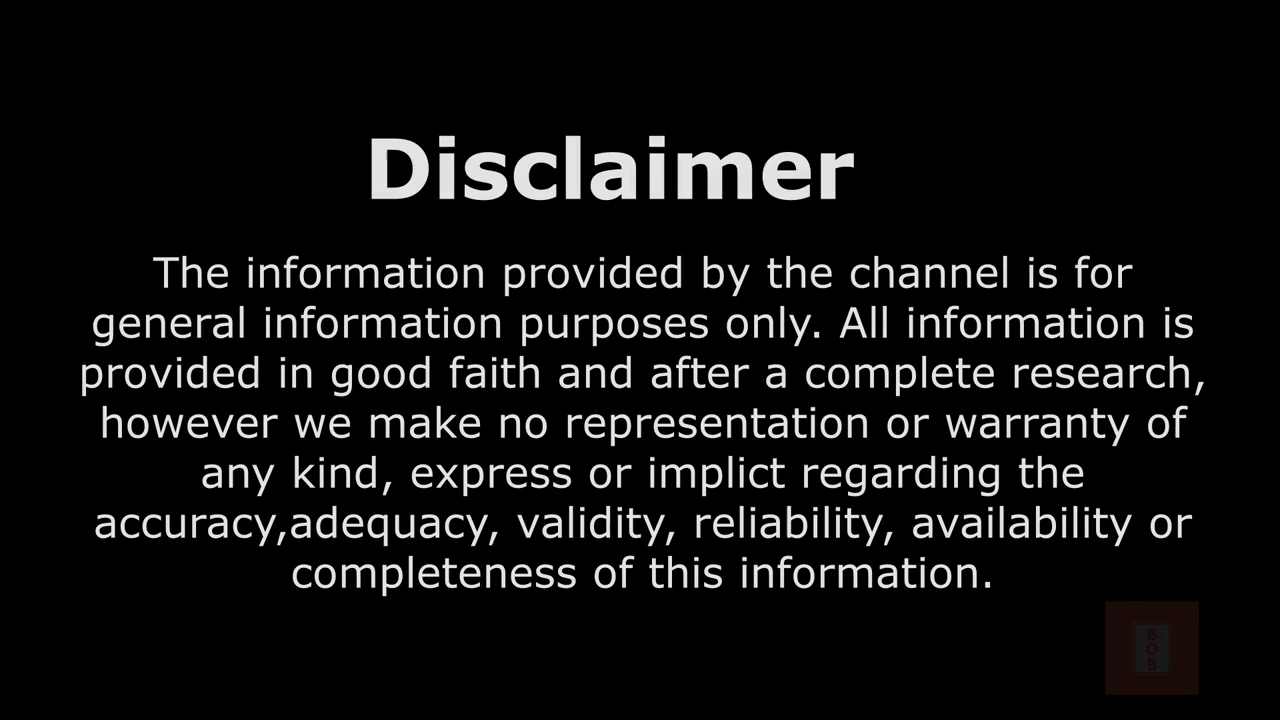 Disclaimer
The information provided by the channel is for
general information purposes only. All information is
provided in good faith and after a complete research,
however we make no representation or warranty of
any kind, express or implict regarding the
accuracy,adequacy, validity, reliability, availability or
completeness of this information.
B
O
B